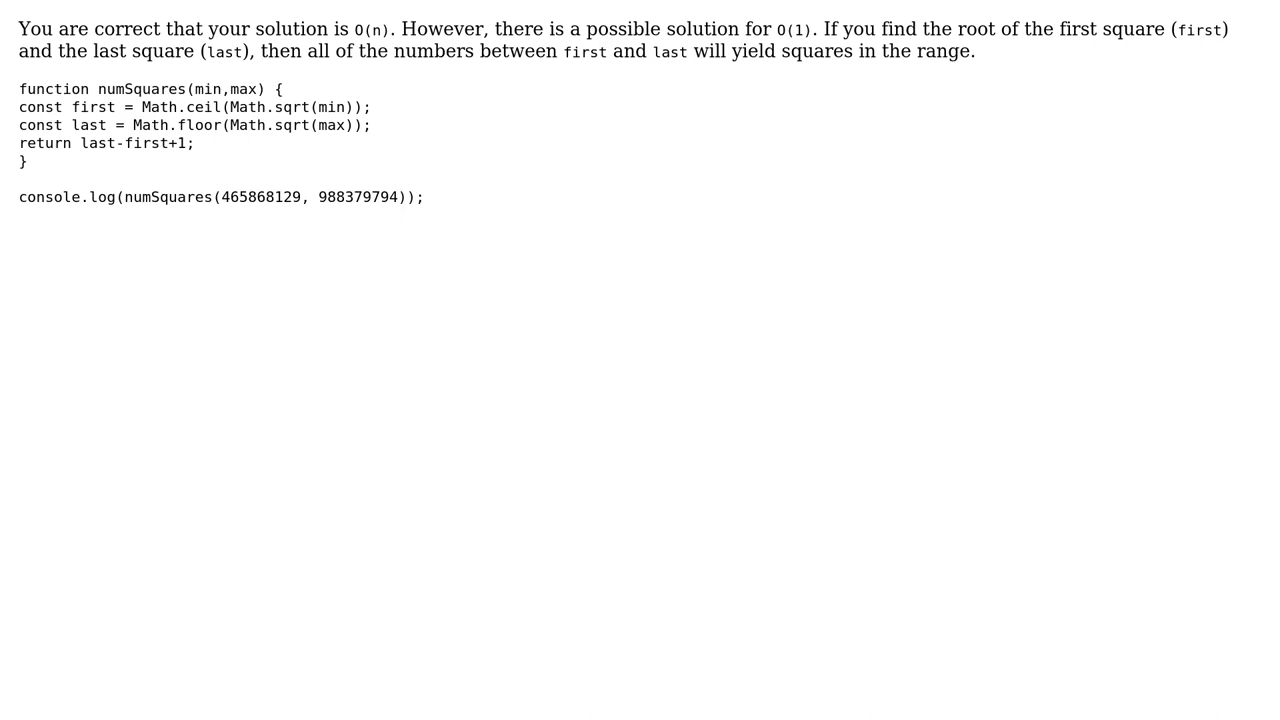 You are correct that your solution is O(n). However, there is a possible solution for O(1). If you find the root of the first square (first)
and the last square (last), then all of the numbers between first and last will yield squares in the range.
function numSquares(min,max) {
const first = Math.ceil(Math.sqrt(min));
const last = Math.floor(Math.sqrt(max));
return last-first+1;
}
console.log(numSquares(465868129, 988379794));